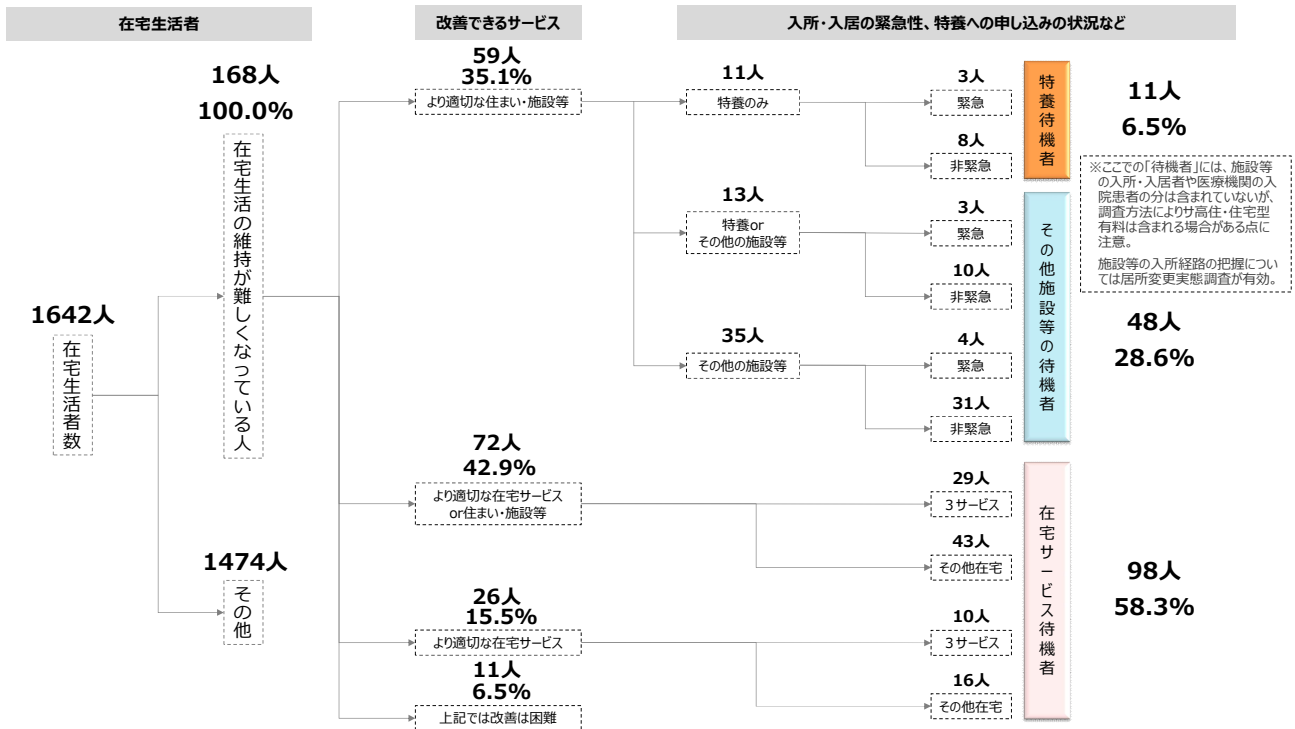 在宅生活者
改善できるサービス
入所・入居の緊急性、特養への申し込みの状況など
1642人
在宅生活者数
168人
100.0%
在宅生活の維持が難しくなっている人
1474人
その他
59人
35.1%
より適切な住まい・施設等
72人
42.9%
より適切な在宅サービス
or住まい・施設等
26人
15.5%
より適切な在宅サービス
11人
6.5%
上記では改善は困難
11人
特養のみ
13人
特養or
その他の施設等
35人
その他の施設等
3人
緊急
8人
非緊急
3人
緊急
10人
非緊急
4人
緊急
31人
非緊急
29人
3サービス
43人
その他在宅
10人
3サービス
16人
その他在宅
特養待機者
11人
6.5%
※ここでの「待機者」には、施設等
の入所・入居者や医療機関の入
院患者の分は含まれていないが、
調査方法によりサ高住・住宅型
有料は含まれる場合がある点に
注意。
施設等の入所経路の把握につい
ては居所変更実態調査が有効。
その他施設等の待機者
48人
28.6%
在宅サービス待機者
98人
58.3%